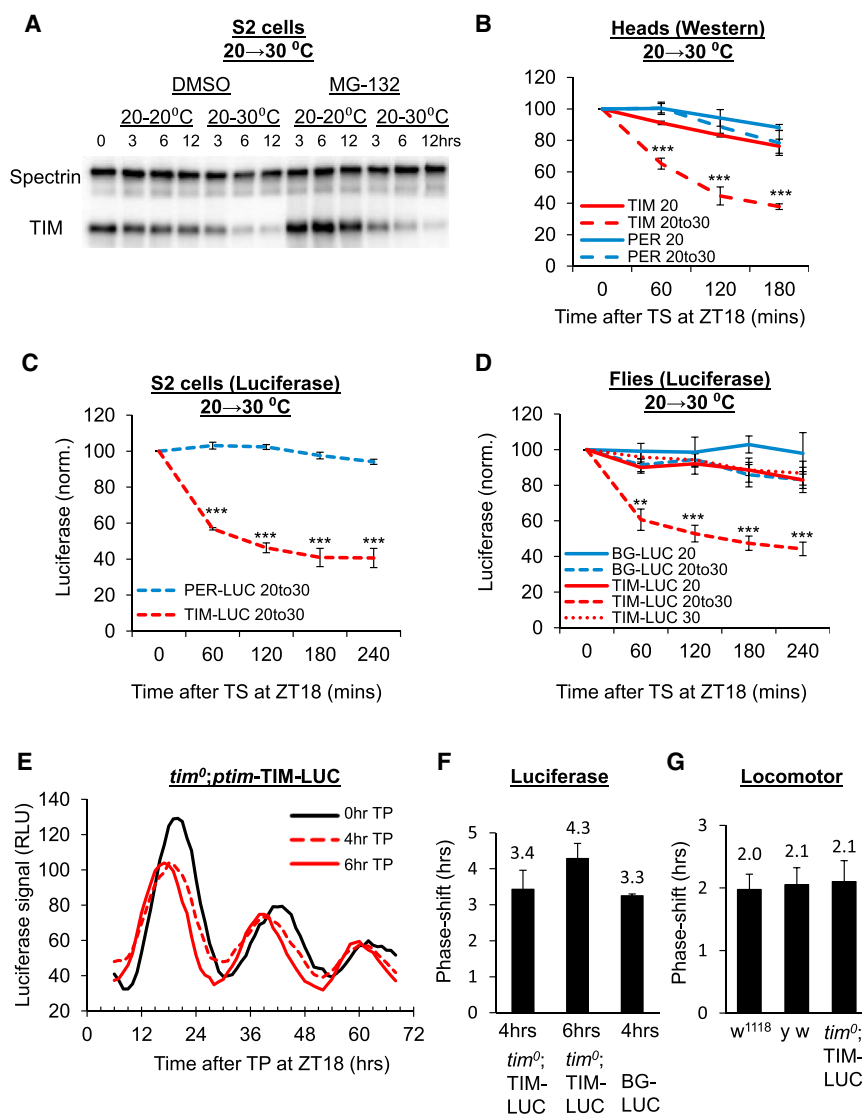 A
S2 cells
20→30 ⁰C
DMSO
MG-132
20-20⁰C 20-30⁰C 20-20⁰C 20-30⁰C
0 3 6 12 3 6 12 3 6 12 3 6 12hrs
Spectrin
TIM
B
Heads (Western)
20→30 ⁰C
120
100
80
60
40
20
0
***
***
***
TIM 20
TIM 20to30
PER 20
PER 20to30
0 60 120 180
Time after TS at ZT18 (mins)
C
S2 cells (Luciferase)
20→30 ⁰C
Luciferase (norm.)
120
100
80
60
40
20
0
***
***
***
***
PER-LUC 20to30
TIM-LUC 20to30
0 60 120 180 240
Time after TS at ZT18 (mins)
D
Flies (Luciferase)
20→30 ⁰C
120
100
80
60
40
20
0
**
***
***
***
BG-LUC 20
BG-LUC 20to30
TIM-LUC 20
TIM-LUC 20to30
TIM-LUC 30
0 60 120 180 240
Time after TS at ZT18 (mins)
E
tim⁰;ptim-TIM-LUC
Luciferase signal (RLU)
140
120
100
80
60
40
20
0hr TP
4hr TP
6hr TP
0 12 24 36 48 60 72
Time after TP at ZT18 (hrs)
F
Luciferase
Phase-shift (hrs)
5
4
3
2
1
0
3.4
4.3
3.3
4hrs 6hrs 4hrs
tim⁰; tim⁰; BG-
TIM- TIM- LUC
LUC LUC
G
Locomotor
Phase-shift (hrs)
3
2
1
0
2.0
2.1
2.1
w¹¹¹⁸ y w tim⁰;
TIM-
LUC